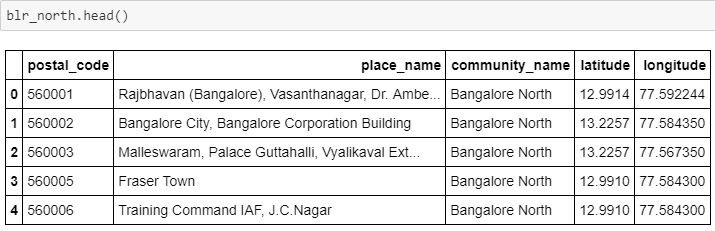 blr_north.head()
postal_code place_name community_name latitude longitude
0 560001 Rajbhavan (Bangalore), Vasanthanagar, Dr. Ambe... Bangalore North 12.9914 77.592244
1 560002 Bangalore City, Bangalore Corporation Building Bangalore North 13.2257 77.584350
2 560003 Malleswaram, Palace Guttahalli, Vyalikaval Ext... Bangalore North 13.2257 77.567350
3 560005 Fraser Town Bangalore North 12.9910 77.584300
4 560006 Training Command IAF, J.C.Nagar Bangalore North 12.9910 77.584300